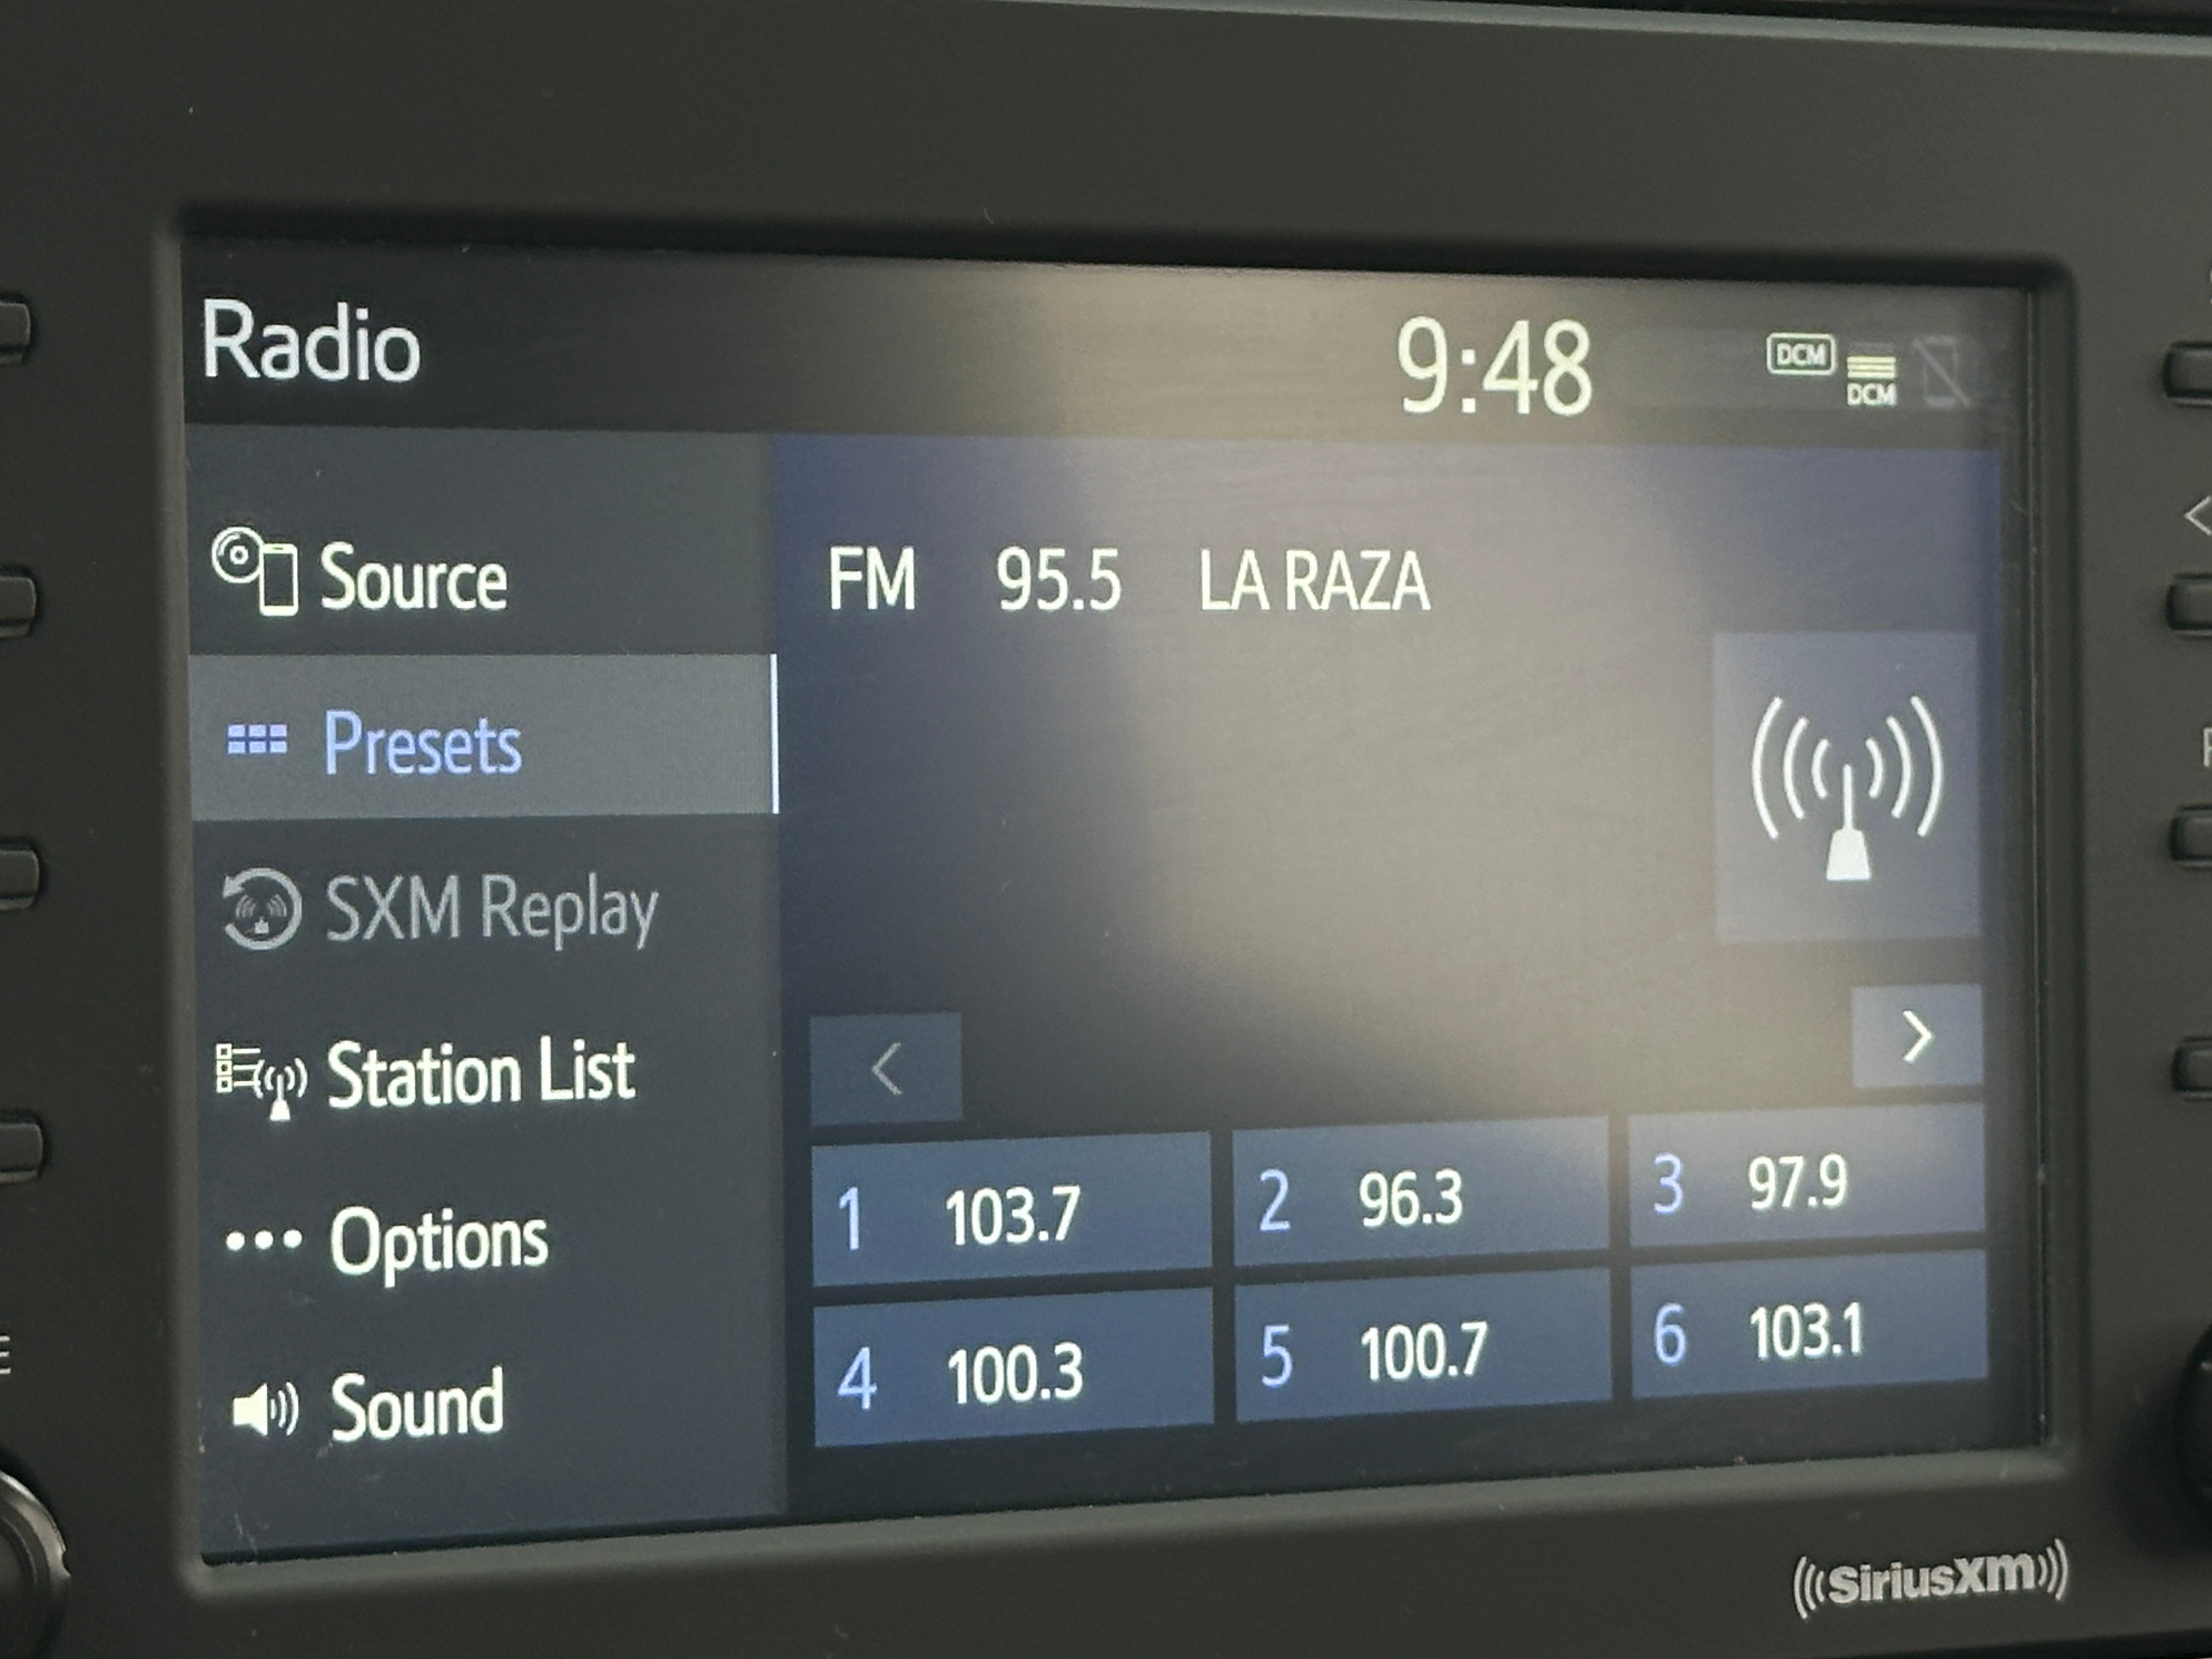 Radio
9:48
DCM
DCM
Source
FM 95.5 LA RAZA
Presets
SXM Replay
Station List
Options
Sound
1 103.7
2 96.3
3 97.9
4 100.3
5 100.7
6 103.1
E
((SiriusXM))